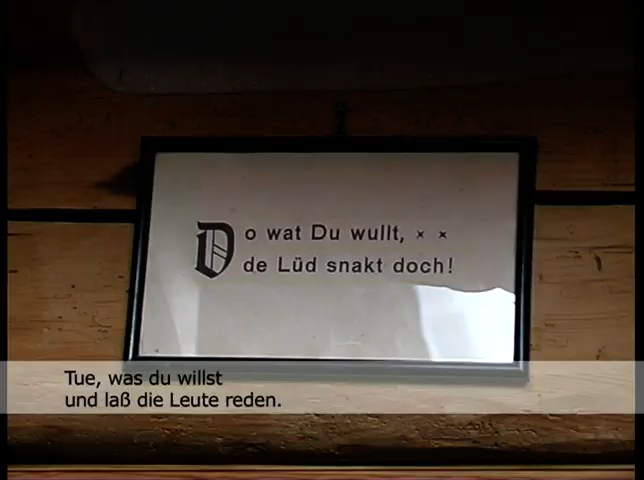 Do wat Du wullt, × ×
de Lüd snakt doch!
Tue, was du willst
und laß die Leute reden.